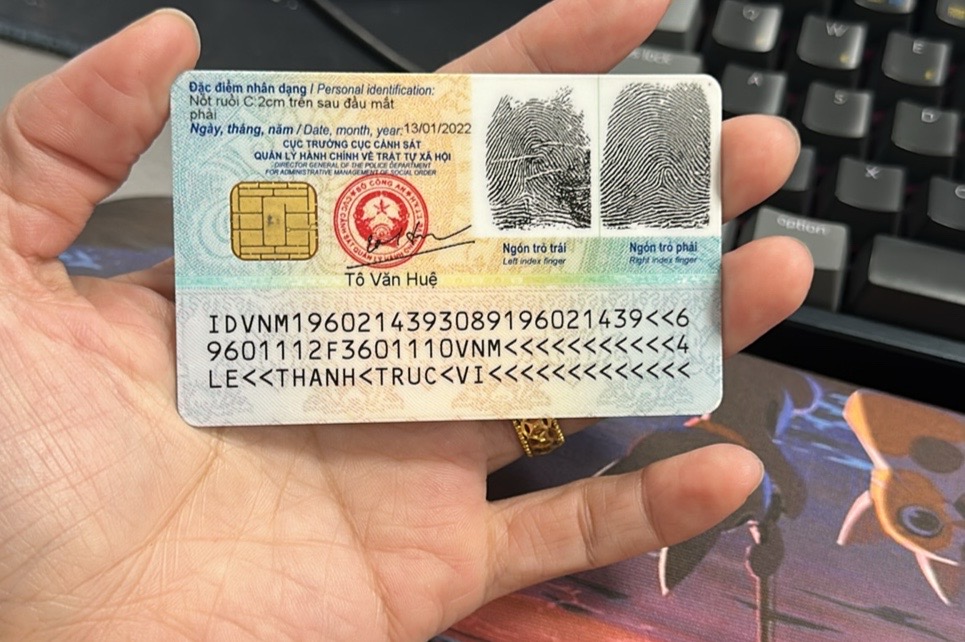 Đặc điểm nhân dạng / Personal identification:
Nốt ruồi C:2cm trên sau đầu mắt
phải
Ngày, tháng, năm / Date, month, year: 13/01/2022
CỤC TRƯỞNG CỤC CẢNH SÁT
QUẢN LÝ HÀNH CHÍNH VỀ TRẬT TỰ XÃ HỘI
DIRECTOR GENERAL OF THE POLICE DEPARTMENT
FOR ADMINISTRATIVE MANAGEMENT OF SOCIAL ORDER
BỘ CÔNG AN
Tô Văn Huệ
Ngón trỏ trái
Left index finger
Ngón trỏ phải
Right index finger
IDVNM1960214393089196021439<<6
9601112F3601110VNM<<<<<<<<<<<4
LE<<THANH<TRUC<VI<<<<<<<<<<<<<
Q
W
E
A
S
D
X
option